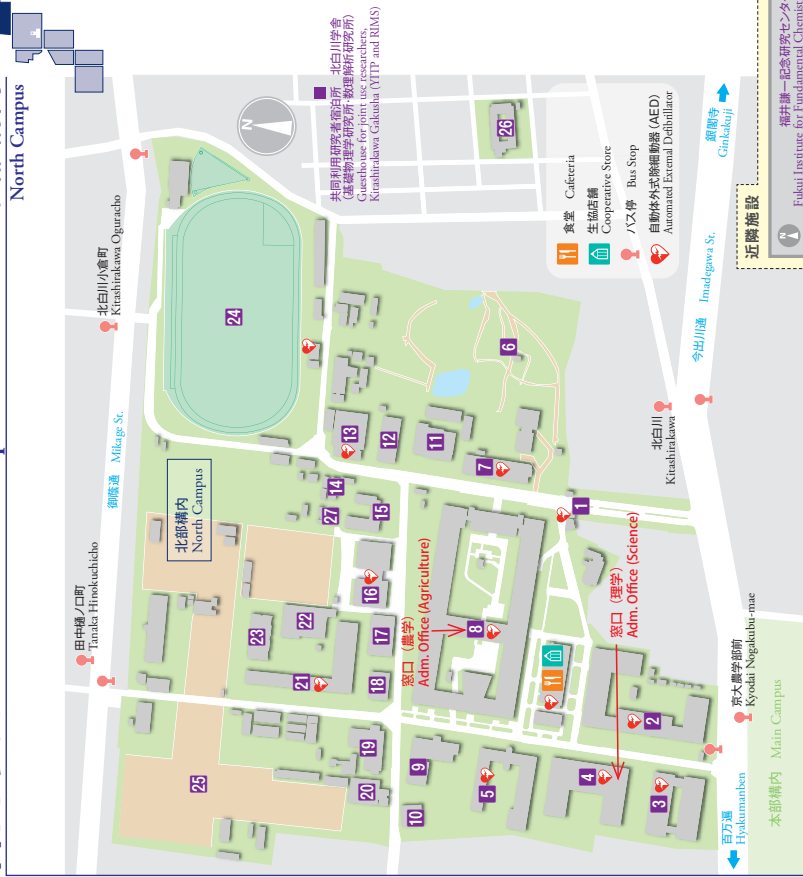 North Campus
御蔭通 Mikage St.
田中樋ノ口町
Tanaka Hinokuchicho
北白川小倉町
Kitashirakawa Oguracho
N
共同利用研究者宿泊所 北白川学舎
(基礎物理学研究所・数理解析研究所)
Guesthouse for joint use researchers,
Kitashirakawa Gakusha (YITP and RIMS)
北部構内
North Campus
24
25
26
23
22
21
27
14
13
12
11
15
16
17
18
19
20
6
7
8
9
10
5
4
3
2
1
窓口(農学)
Adm. Office (Agriculture)
窓口(理学)
Adm. Office (Science)
食堂 Cafeteria
生協店舗
Cooperative Store
バス停 Bus Stop
自動体外式除細動器(AED)
Automated External Defibrillator
北白川
Kitashirakawa
今出川通 Imadegawa St.
銀閣寺
Ginkakuji
京大農学部前
Kyodai Nogakubu-mae
百万遍
Hyakumanben
本部構内 Main Campus
近隣施設
N
福井謙一記念研究センター
Fukui Institute for Fundamental